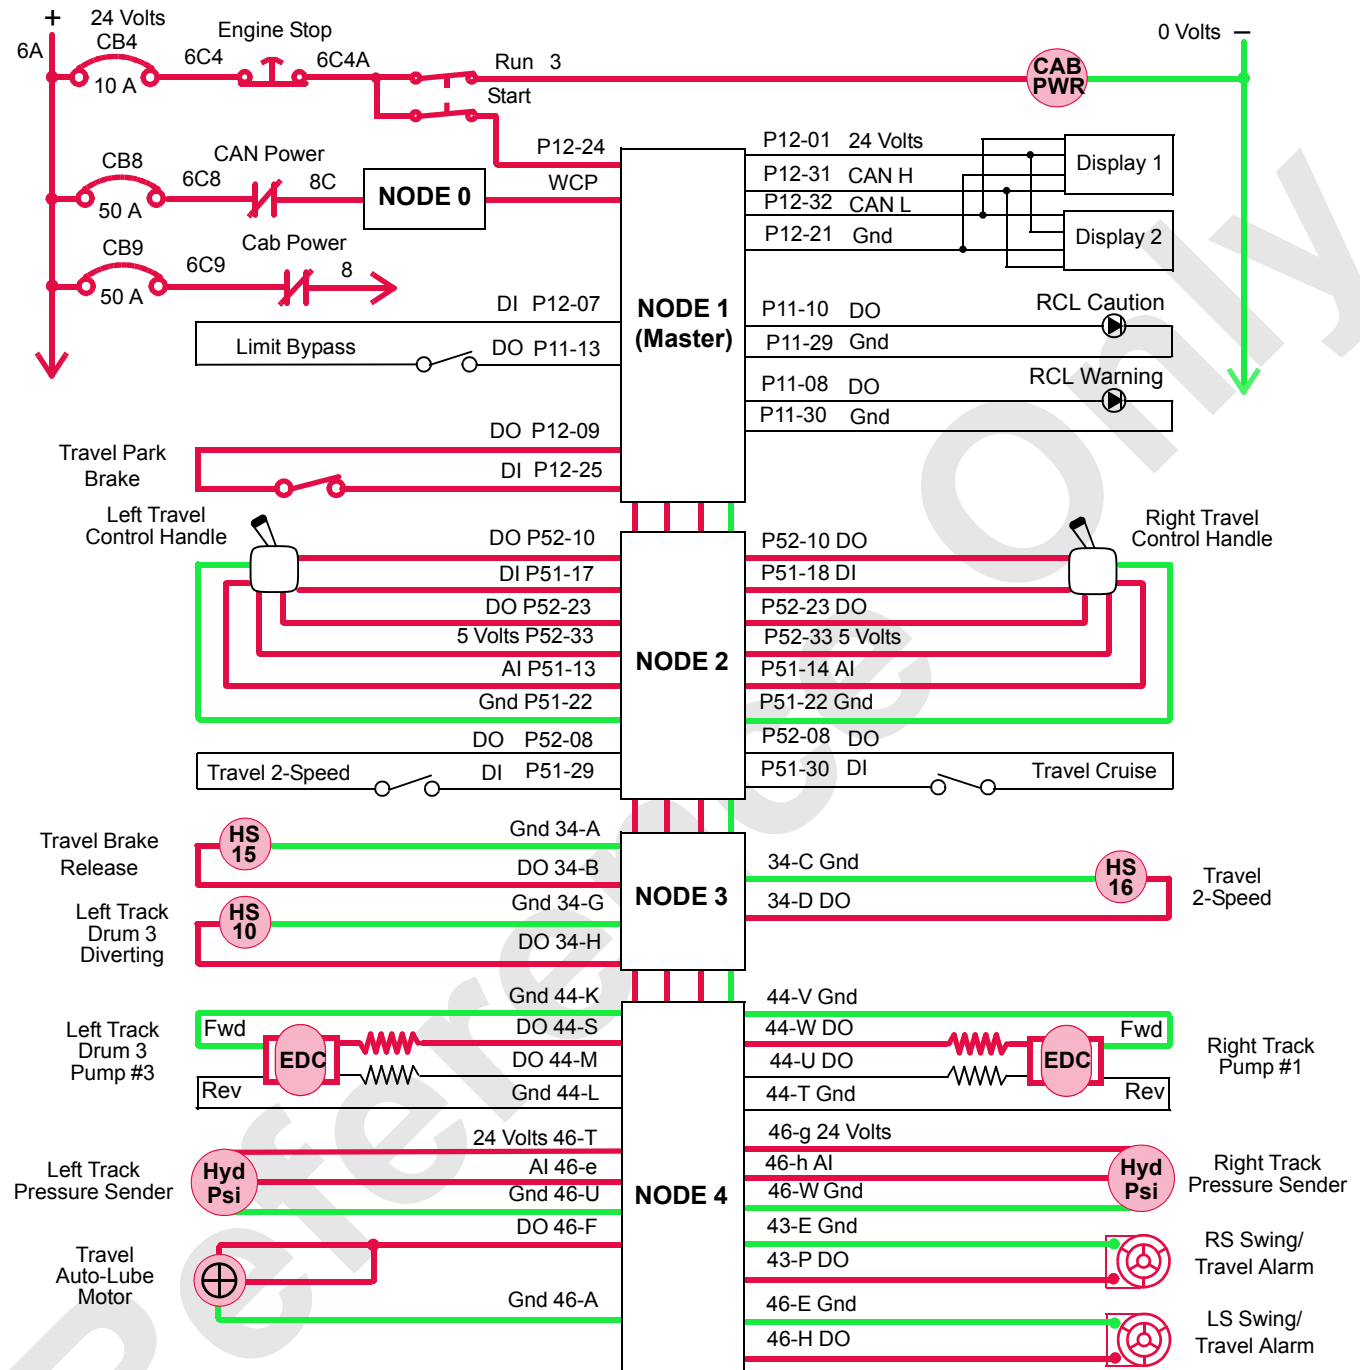 + 24 Volts
0 Volts −
6A
CB4
10 A
6C4
Engine Stop
6C4A
Run 3
Start
CAB
PWR
CB8
50 A
6C8
CAN Power
8C
NODE 0
P12-24
WCP
CB9
50 A
6C9
Cab Power
8
NODE 1
(Master)
P12-01 24 Volts
P12-31 CAN H
P12-32 CAN L
P12-21 Gnd
Display 1
Display 2
DI P12-07
Limit Bypass
DO P11-13
P11-10 DO
RCL Caution
P11-29 Gnd
P11-08 DO
RCL Warning
P11-30 Gnd
Travel Park
Brake
DO P12-09
DI P12-25
Left Travel
Control Handle
Right Travel
Control Handle
NODE 2
DO P52-10
DI P51-17
DO P52-23
5 Volts P52-33
AI P51-13
Gnd P51-22
DO P52-08
Travel 2-Speed
DI P51-29
P52-10 DO
P51-18 DI
P52-23 DO
P52-33 5 Volts
P51-14 AI
P51-22 Gnd
P52-08 DO
P51-30 DI
Travel Cruise
NODE 3
Travel Brake
Release
HS
15
Gnd 34-A
DO 34-B
Left Track
Drum 3
Diverting
HS
10
Gnd 34-G
DO 34-H
34-C Gnd
34-D DO
HS
16
Travel
2-Speed
NODE 4
Left Track
Drum 3
Pump #3
Fwd
Rev
EDC
Gnd 44-K
DO 44-S
DO 44-M
Gnd 44-L
44-V Gnd
44-W DO
44-U DO
44-T Gnd
EDC
Fwd
Rev
Right Track
Pump #1
Left Track
Pressure Sender
Hyd
Psi
24 Volts 46-T
AI 46-e
Gnd 46-U
46-g 24 Volts
46-h AI
46-W Gnd
Hyd
Psi
Right Track
Pressure Sender
Travel
Auto-Lube
Motor
DO 46-F
Gnd 46-A
43-E Gnd
43-P DO
RS Swing/
Travel Alarm
46-E Gnd
46-H DO
LS Swing/
Travel Alarm
Reference Only